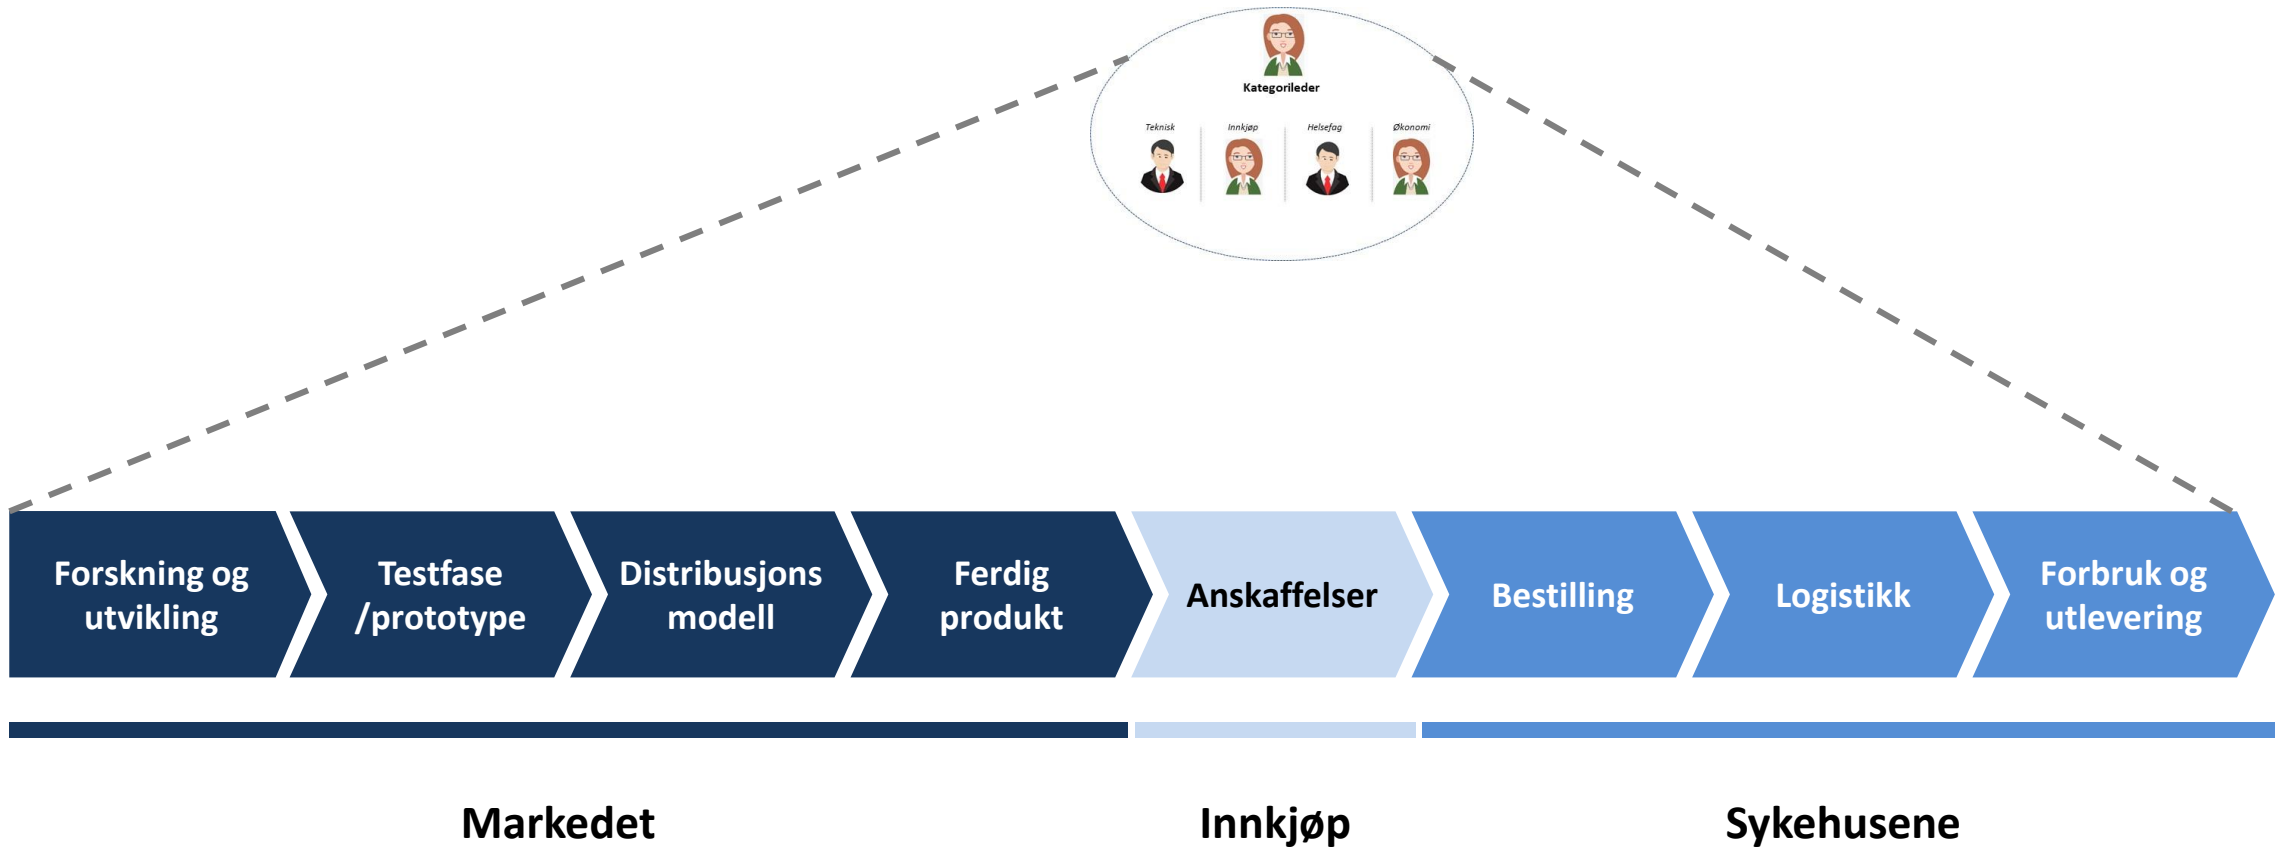 Kategorileder
Teknisk
Innkjøp
Helsefag
Økonomi
Forskning og
utvikling
Testfase
/prototype
Distribusjons
modell
Ferdig
produkt
Anskaffelser
Bestilling
Logistikk
Forbruk og
utlevering
Markedet
Innkjøp
Sykehusene